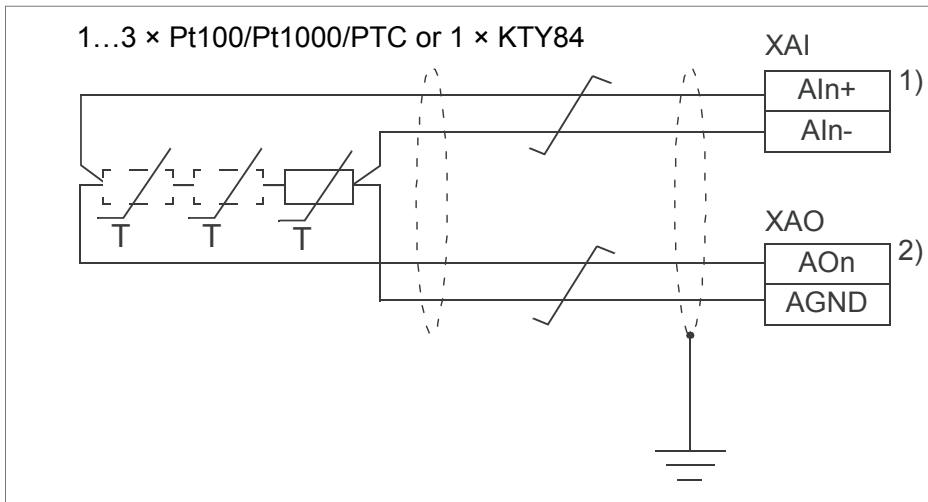 1…3 × Pt100/Pt1000/PTC or 1 × KTY84
XAI
AIn+ 1)
AIn-
T T T
XAO
AOn 2)
AGND